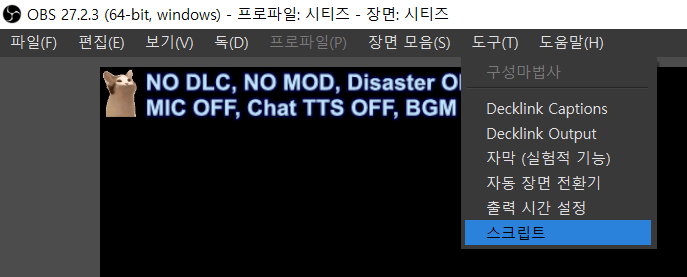 OBS 27.2.3 (64-bit, windows) - 프로파일: 시티즈 - 장면: 시티즈
파일(F) 편집(E) 보기(V) 독(D) 프로파일(P) 장면 모음(S) 도구(T) 도움말(H)
구성마법사
NO DLC, NO MOD, Disaster
MIC OFF, Chat TTS OFF, BGM
Decklink Captions
Decklink Output
자막 (실험적 기능)
자동 장면 전환기
출력 시간 설정
스크립트